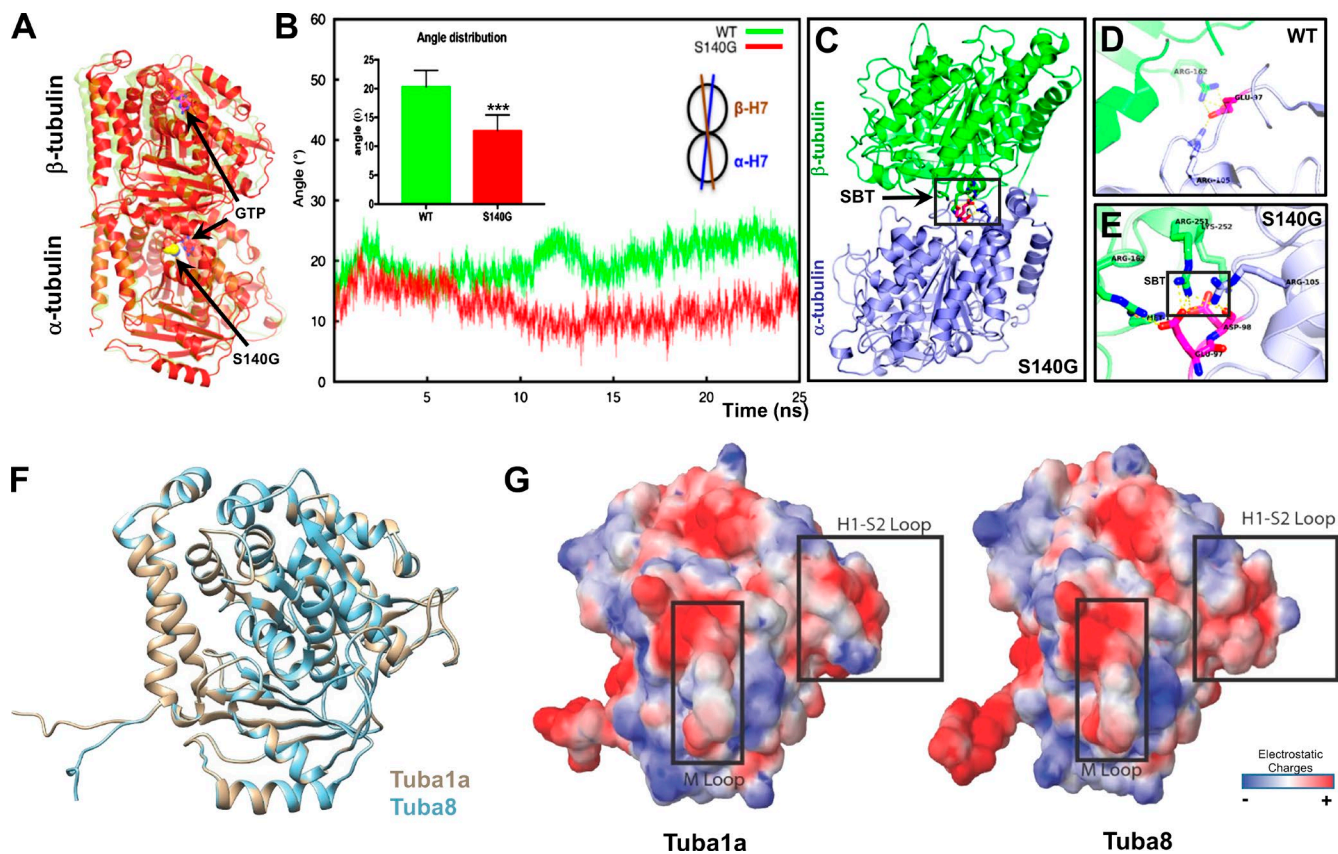 A
β-tubulin
α-tubulin
GTP
S140G
B
60
50
40
30
20
10
0
Angle (°)
5
10
15
20
25
Time (ns)
Angle distribution
25
20
15
10
5
0
WT
S140G
***
WT
S140G
β-H7
α-H7
C
β-tubulin
SBT
α-tubulin
S140G
D
WT
ARG-162
GLU-97
ARG-105
E
S140G
ARG-251
LYS-252
ARG-162
SBT
ARG-105
ASP-98
GLU-97
F
Tuba1a
Tuba8
G
H1-S2 Loop
M Loop
Tuba1a
H1-S2 Loop
M Loop
Tuba8
Electrostatic
Charges
- +